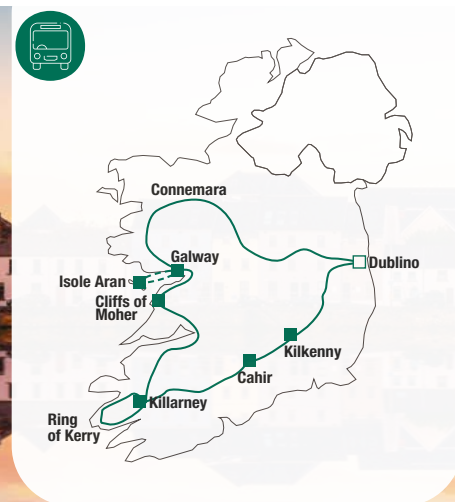 Connemara
Galway
Dublino
Isole Aran
Cliffs of
Moher
Kilkenny
Cahir
Killarney
Ring
of Kerry